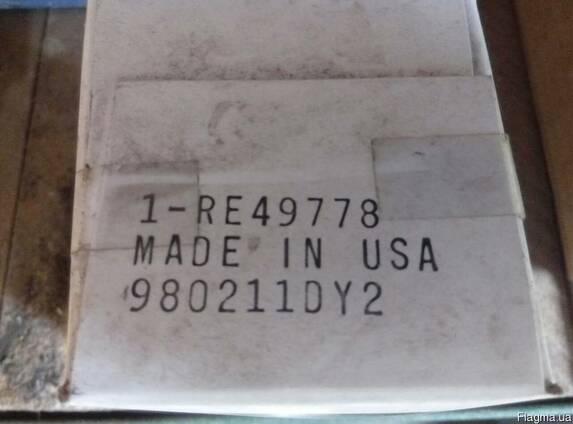 1-RE49778
MADE IN USA
980211DY2
Flagma.ua